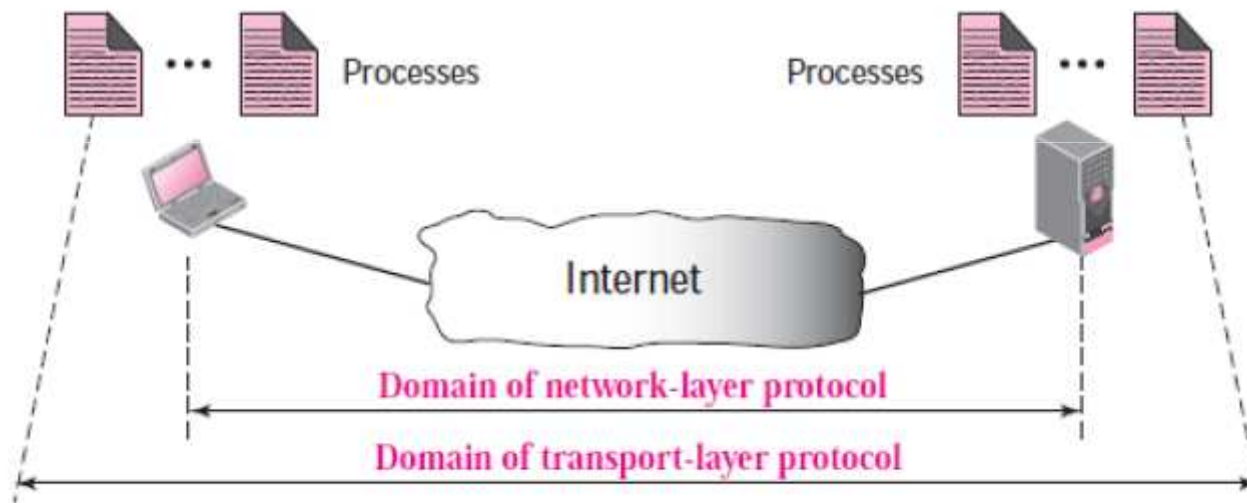 Processes
Processes
Internet
Domain of network-layer protocol
Domain of transport-layer protocol